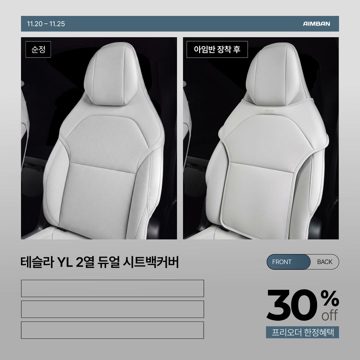 11.20 – 11.25
AIMBAN
순정
아임반 장착 후
테슬라 YL 2열 듀얼 시트백커버
FRONT
BACK
30% off
프리오더 한정혜택